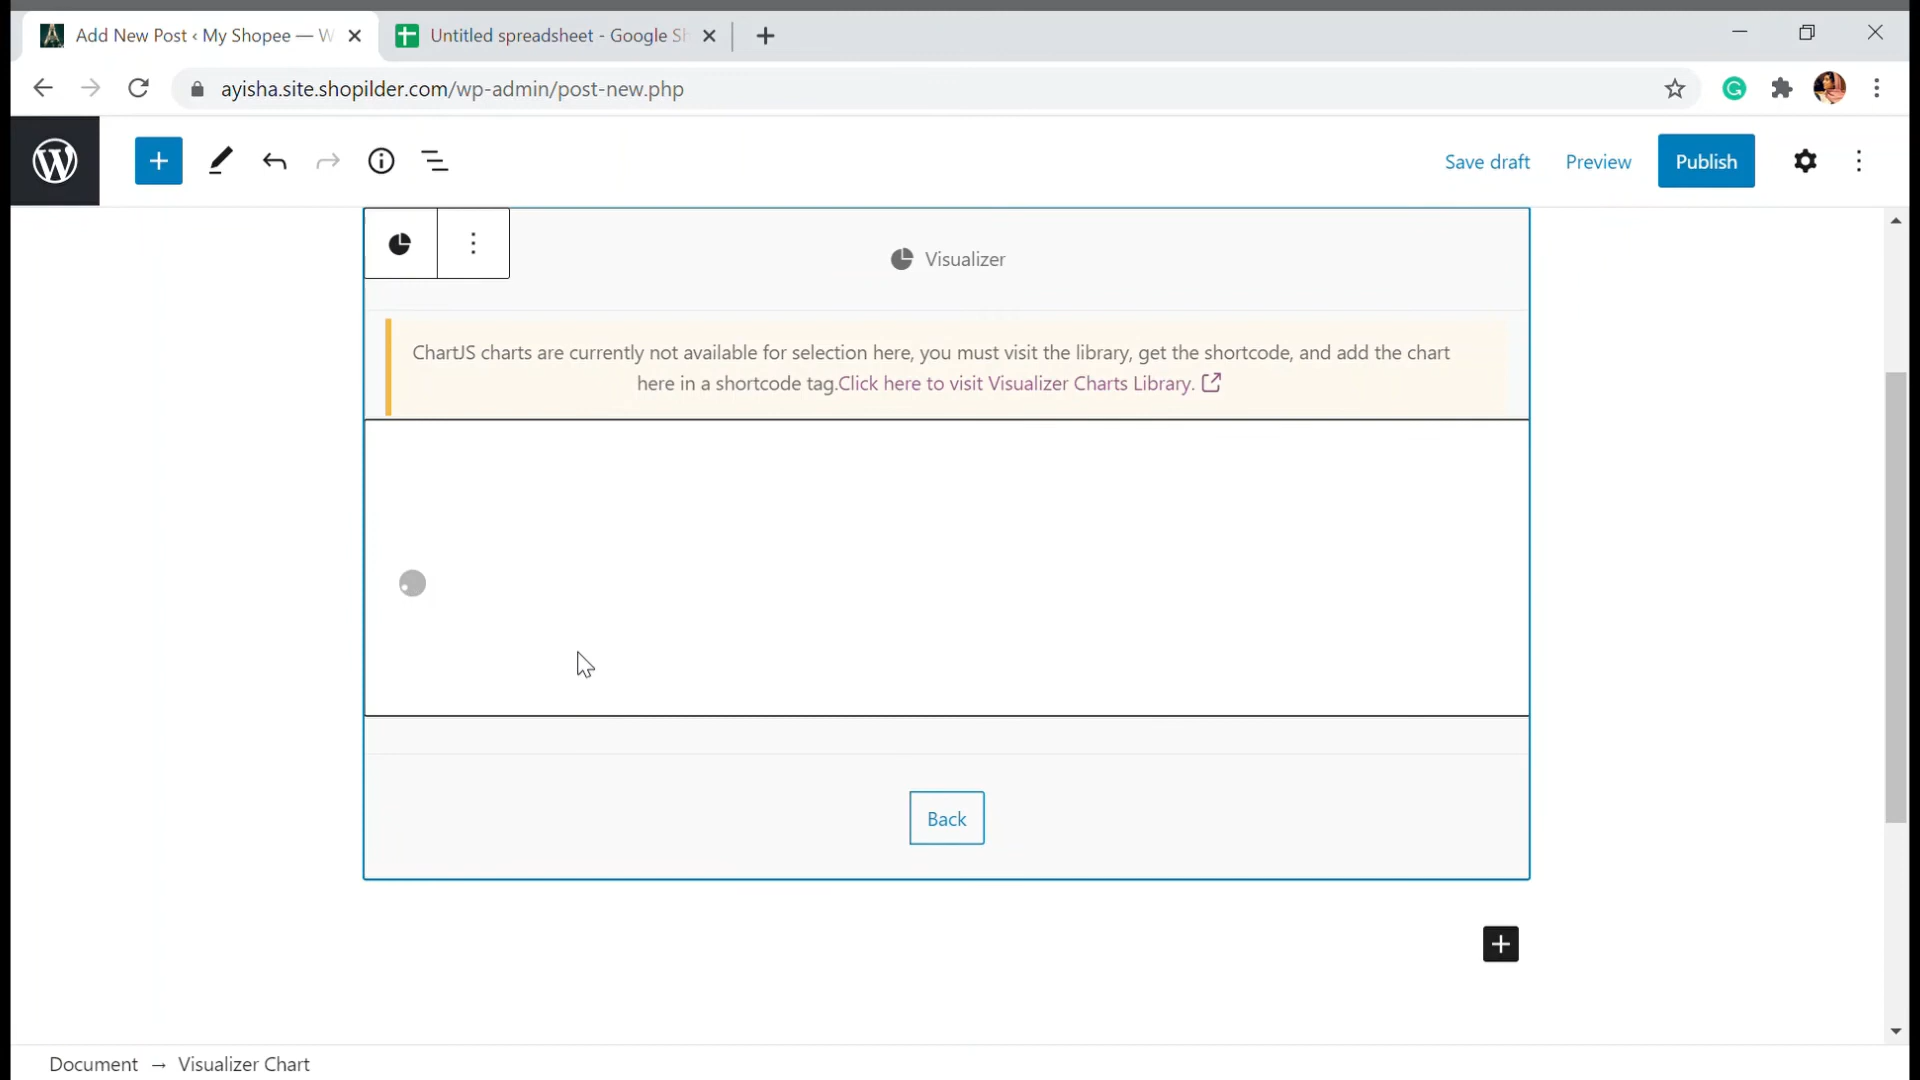 Add New Post ‹ My Shopee — W
Untitled spreadsheet - Google Sh
ayisha.site.shopilder.com/wp-admin/post-new.php
Save draft
Preview
Publish
Visualizer
ChartJS charts are currently not available for selection here, you must visit the library, get the shortcode, and add the chart
here in a shortcode tag.Click here to visit Visualizer Charts Library.
Back
Document → Visualizer Chart